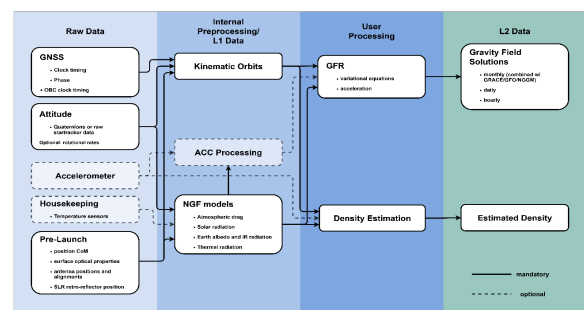 Raw Data
Internal
Preprocessing/
L1 Data
User
Processing
L2 Data
GNSS
• Clock timing
• Phase
+ OBC clock timing
Attitude
• Quaternions or raw
startracker data
Optional: rotational rates
Accelerometer
Housekeeping
• Temperature sensors
Pre-Launch
• position CoM
• surface optical properties
• antenna positions and
alignments
• SLR retro-reflector position
Kinematic Orbits
ACC Processing
NGF models
• Atmospheric drag
• Solar radiation
• Earth albedo and IR radiation
• Thermal radiation
GFR
• variational equations
• acceleration
Density Estimation
Gravity Field
Solutions
• monthly (combined w/
GRACE/GFO/NGGM)
• daily
• hourly
Estimated Density
mandatory
optional